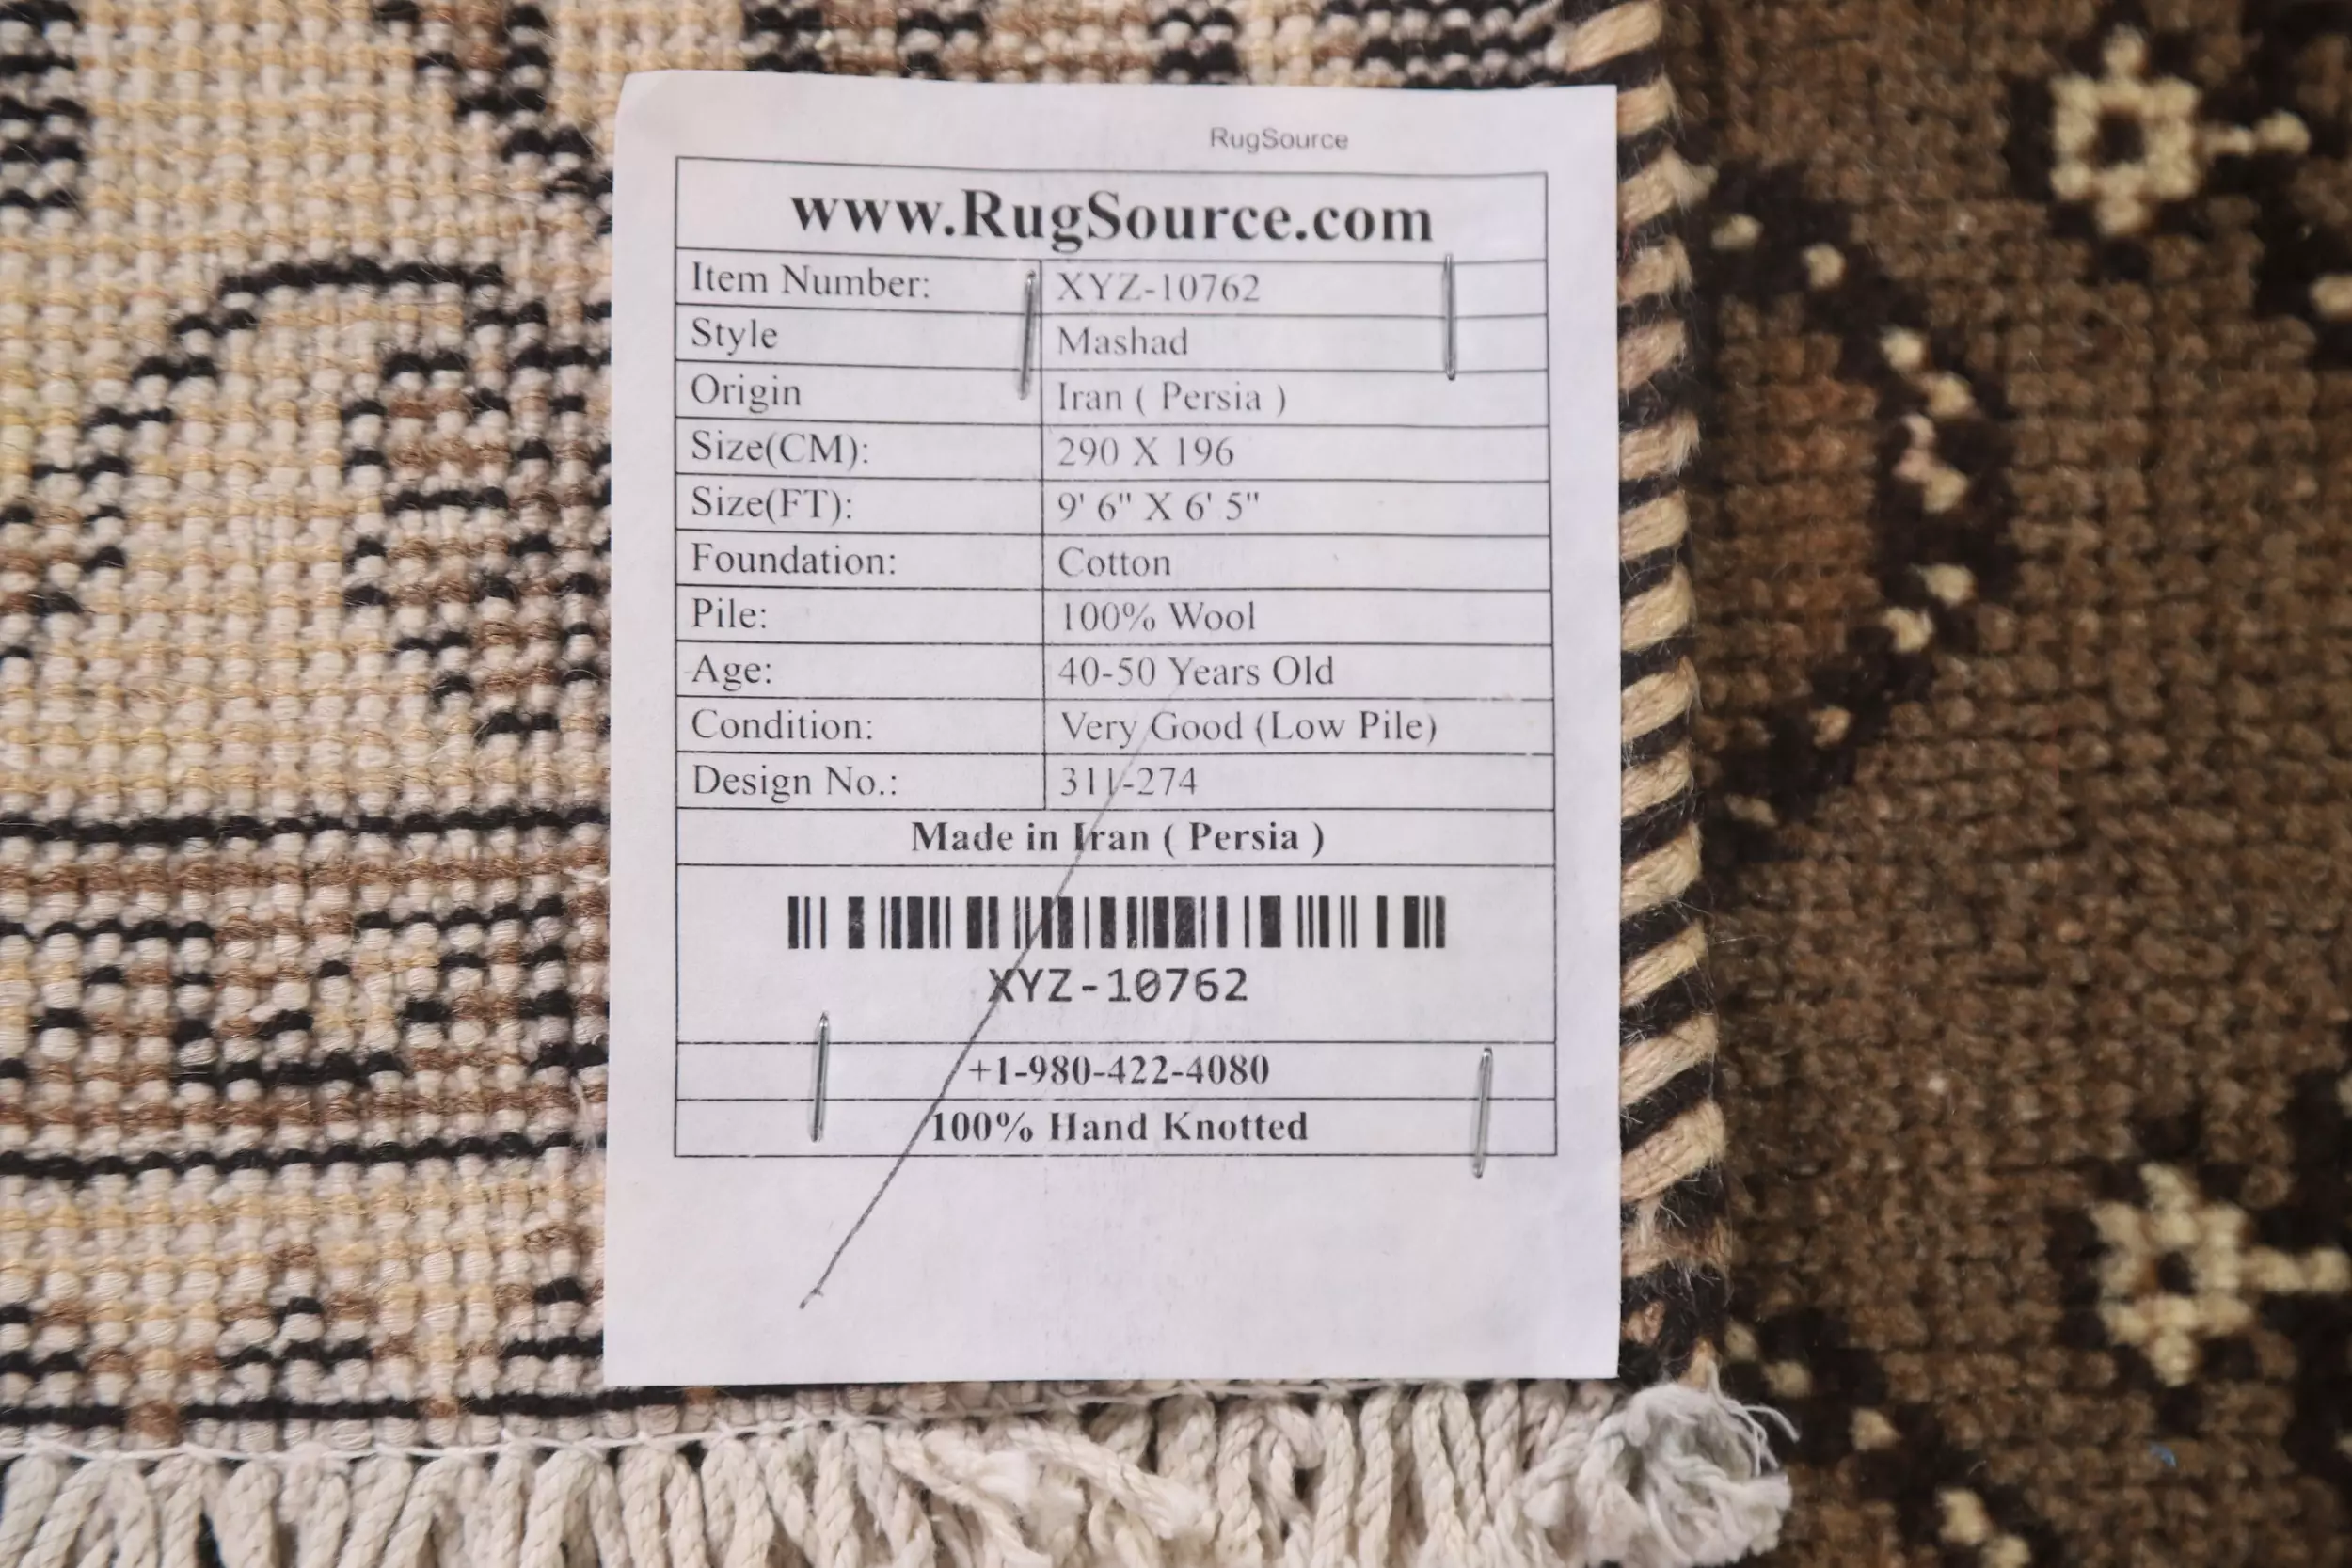 RugSource
www.RugSource.com
Item Number: XYZ-10762
Style Mashad
Origin Iran ( Persia )
Size(CM): 290 X 196
Size(FT): 9' 6" X 6' 5"
Foundation: Cotton
Pile: 100% Wool
Age: 40-50 Years Old
Condition: Very Good (Low Pile)
Design No.: 311-274
Made in Iran ( Persia )
XYZ-10762
+1-980-422-4080
100% Hand Knotted